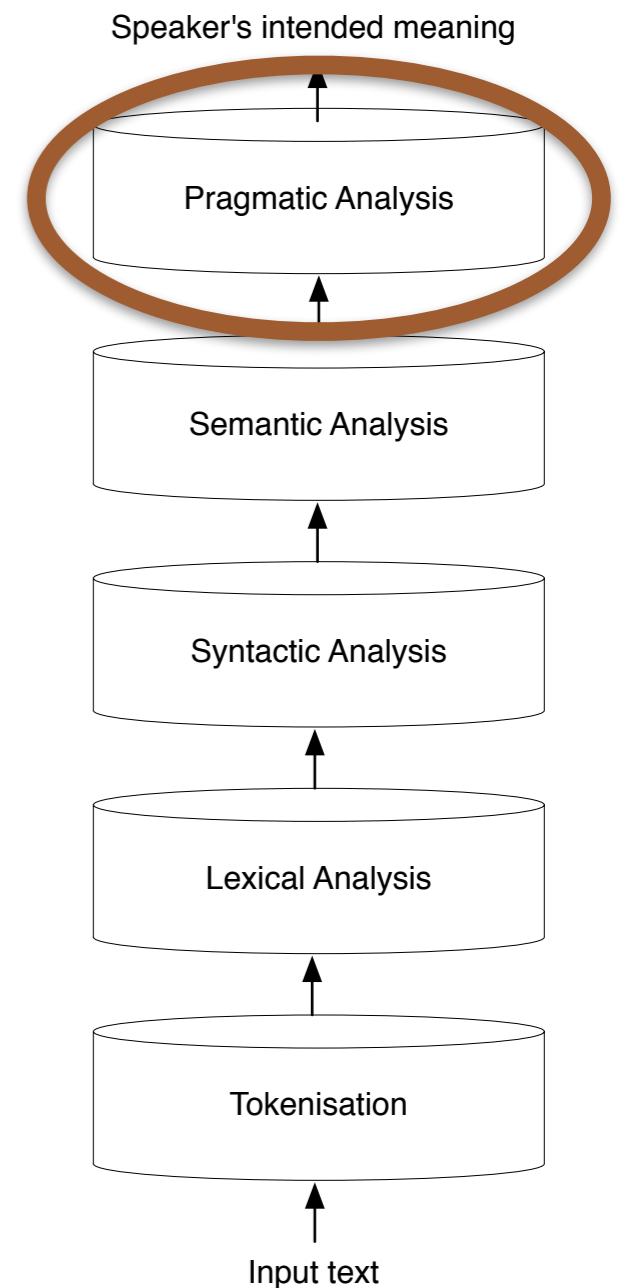 Speaker's intended meaning
Pragmatic Analysis
Semantic Analysis
Syntactic Analysis
Lexical Analysis
Tokenisation
Input text